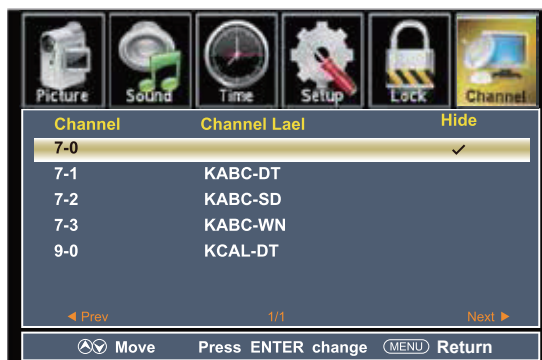 Picture Sound Time Setup Lock Channel
Channel Channel Lael Hide
7-0 ✓
7-1 KABC-DT
7-2 KABC-SD
7-3 KABC-WN
9-0 KCAL-DT
◀ Prev 1/1 Next ▶
Move Press ENTER change MENU Return